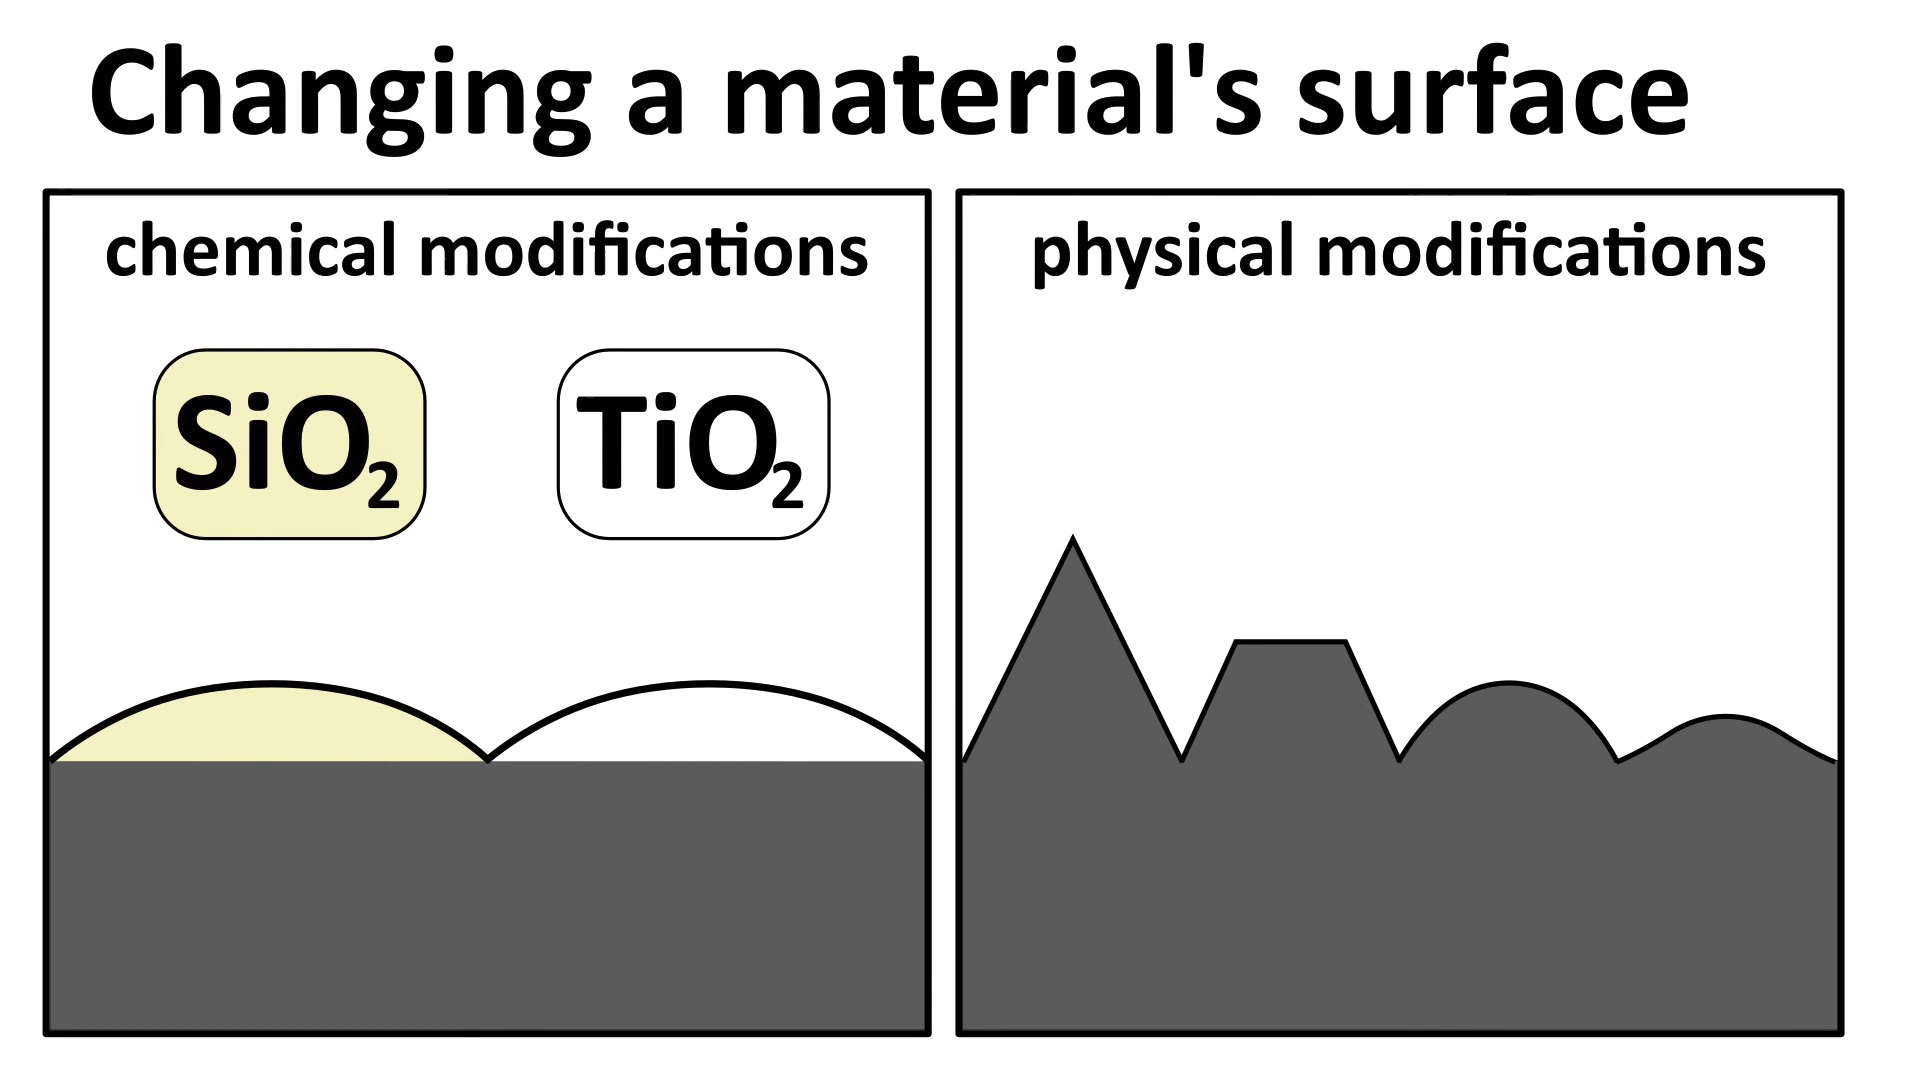 Changing a material's surface
chemical modifications
SiO₂
TiO₂
physical modifications